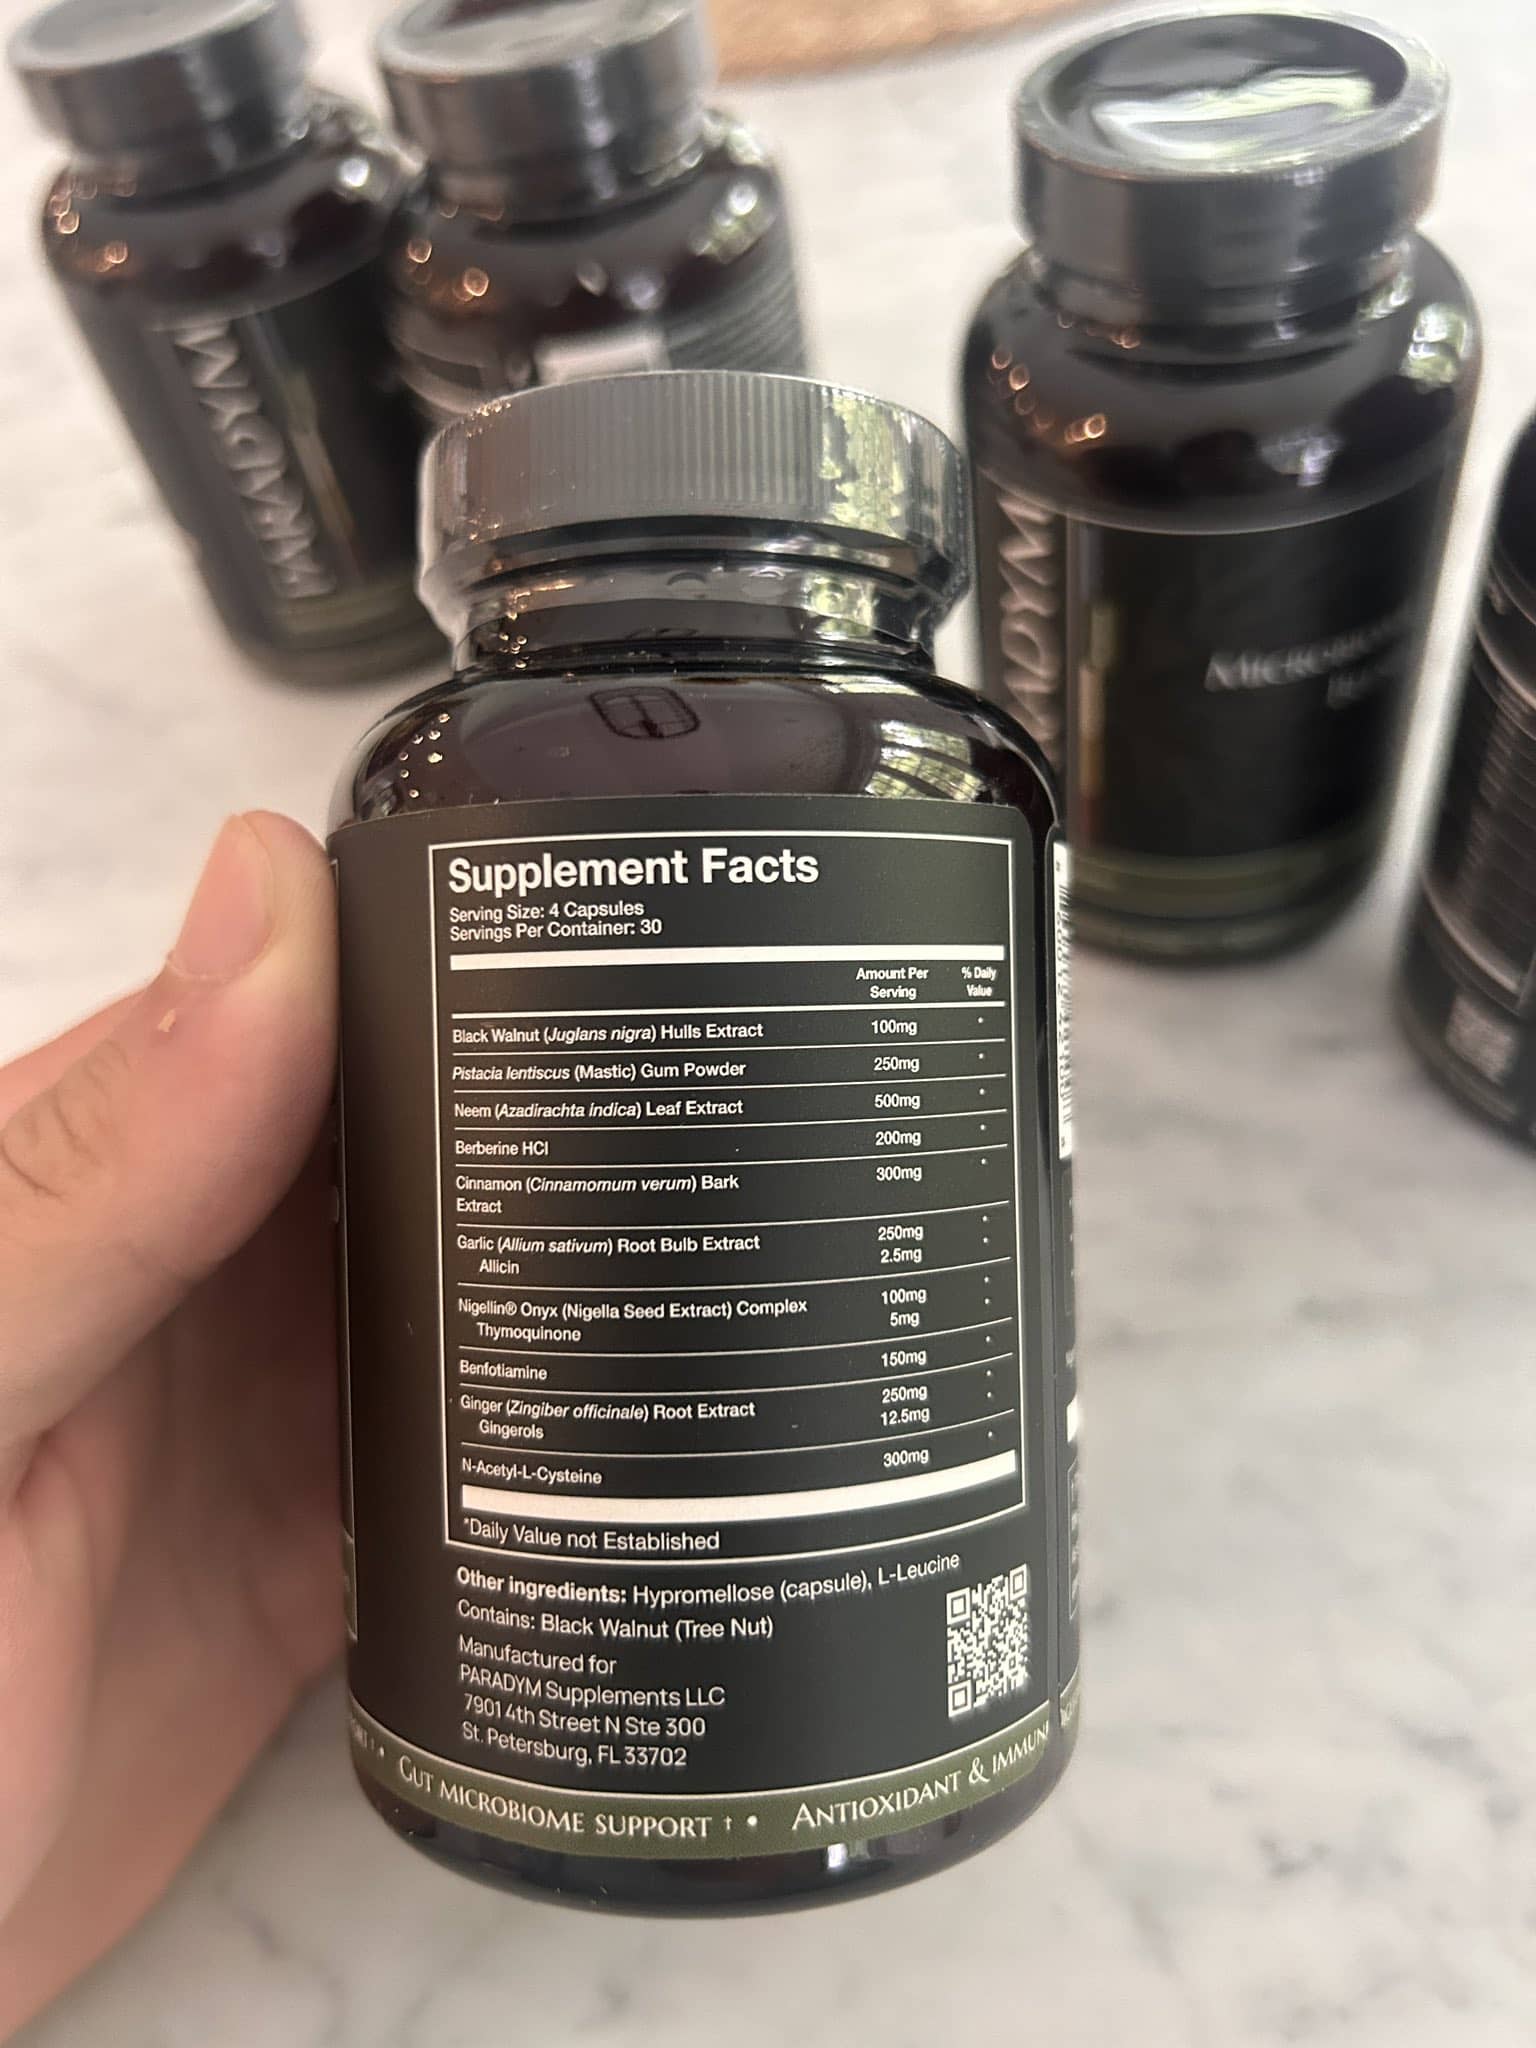 PARADYM
PARADYM
Supplement Facts
Serving Size: 4 Capsules
Servings Per Container: 30
Amount Per Serving % Daily Value
Black Walnut (Juglans nigra) Hulls Extract 100mg *
Pistacia lentiscus (Mastic) Gum Powder 250mg *
Neem (Azadirachta indica) Leaf Extract 500mg *
Berberine HCl 200mg *
Cinnamon (Cinnamomum verum) Bark 300mg *
Extract
Garlic (Allium sativum) Root Bulb Extract 250mg *
Allicin 2.5mg *
Nigellin® Onyx (Nigella Seed Extract) Complex 100mg *
Thymoquinone 5mg *
Benfotiamine 150mg *
Ginger (Zingiber officinale) Root Extract 250mg *
Gingerols 12.5mg *
N-Acetyl-L-Cysteine 300mg *
*Daily Value not Established
Other ingredients: Hypromellose (capsule), L-Leucine
Contains: Black Walnut (Tree Nut)
Manufactured for
PARADYM Supplements LLC
7901 4th Street N Ste 300
St. Petersburg, FL 33702
Gut microbiome support † • Antioxidant & immun